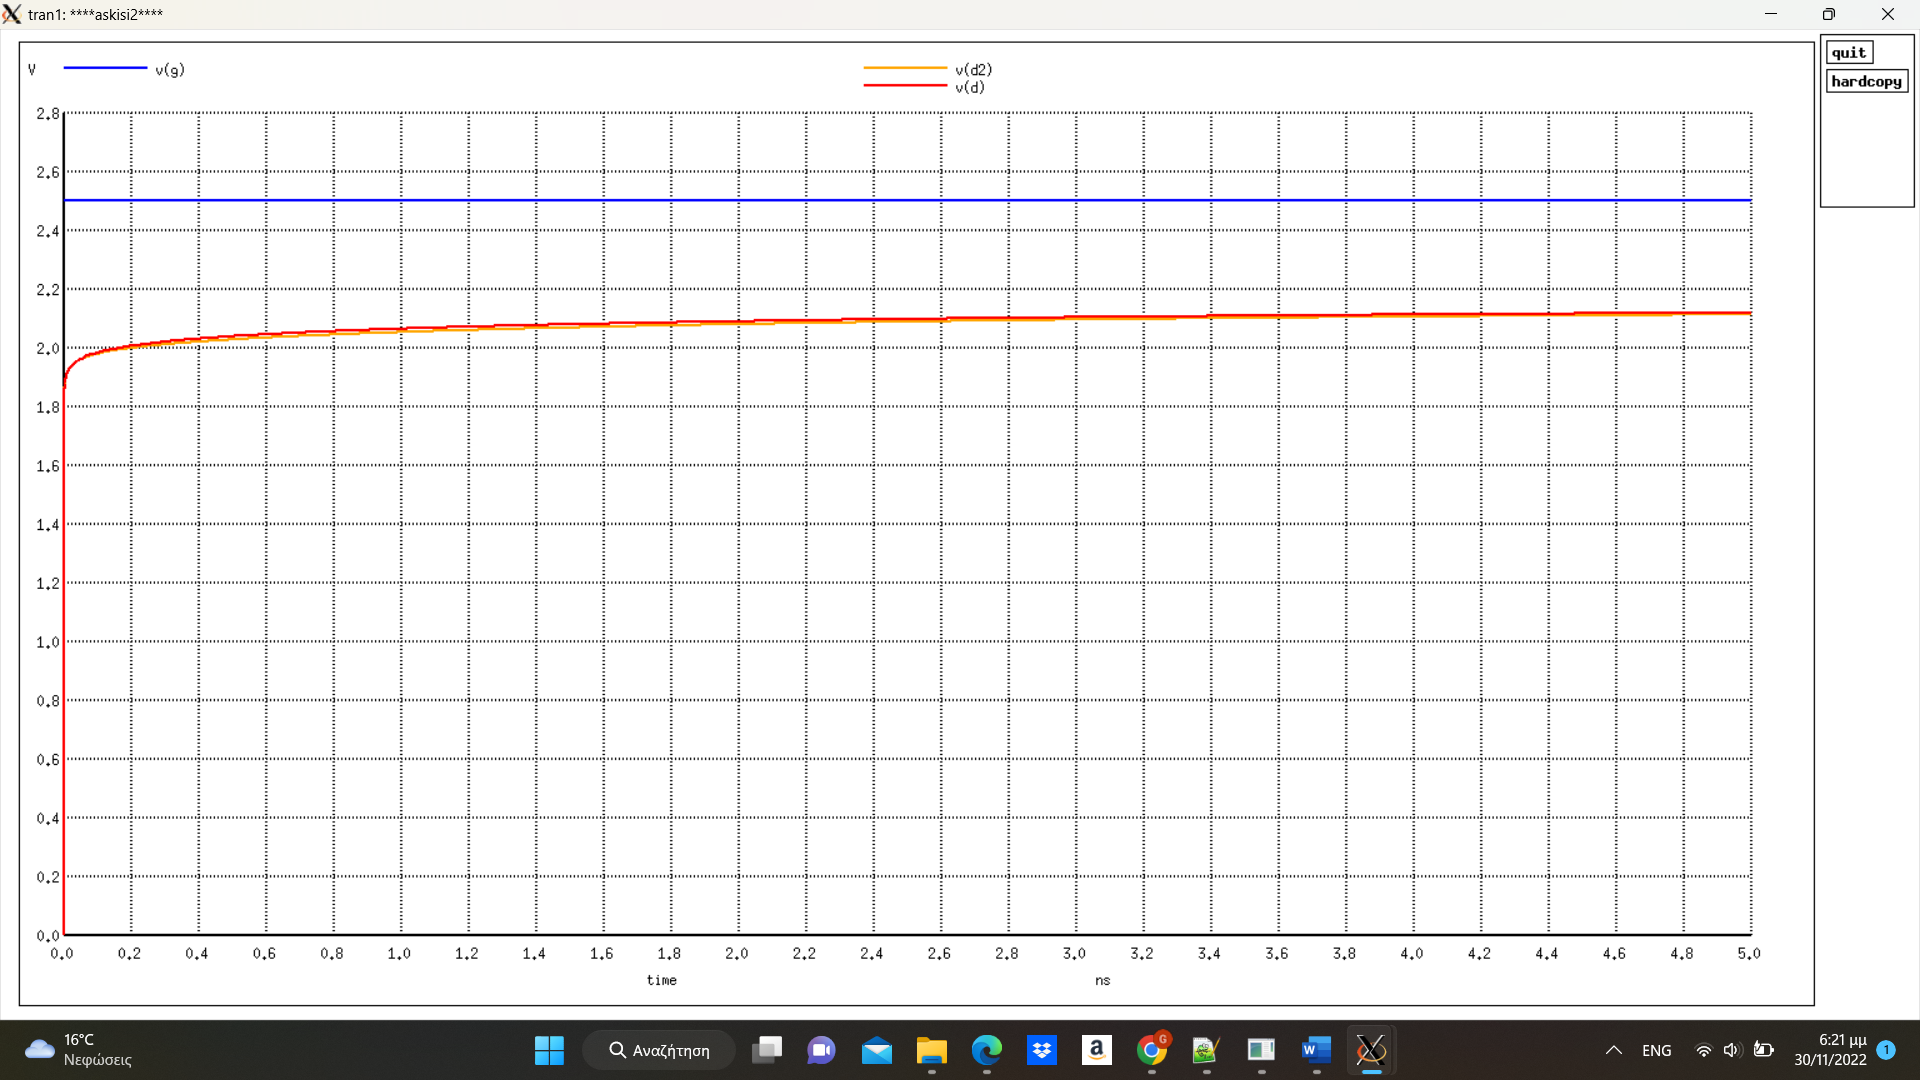 tran1: ****askisi2****
quit
hardcopy
V
v(g)
v(d2)
v(d)
2.8
2.6
2.4
2.2
2.0
1.8
1.6
1.4
1.2
1.0
0.8
0.6
0.4
0.2
0.0
0.0 0.2 0.4 0.6 0.8 1.0 1.2 1.4 1.6 1.8 2.0 2.2 2.4 2.6 2.8 3.0 3.2 3.4 3.6 3.8 4.0 4.2 4.4 4.6 4.8 5.0
time ns
16°C
Νεφώσεις
Αναζήτηση
a
G
W
ENG
6:21 μμ
30/11/2022
1